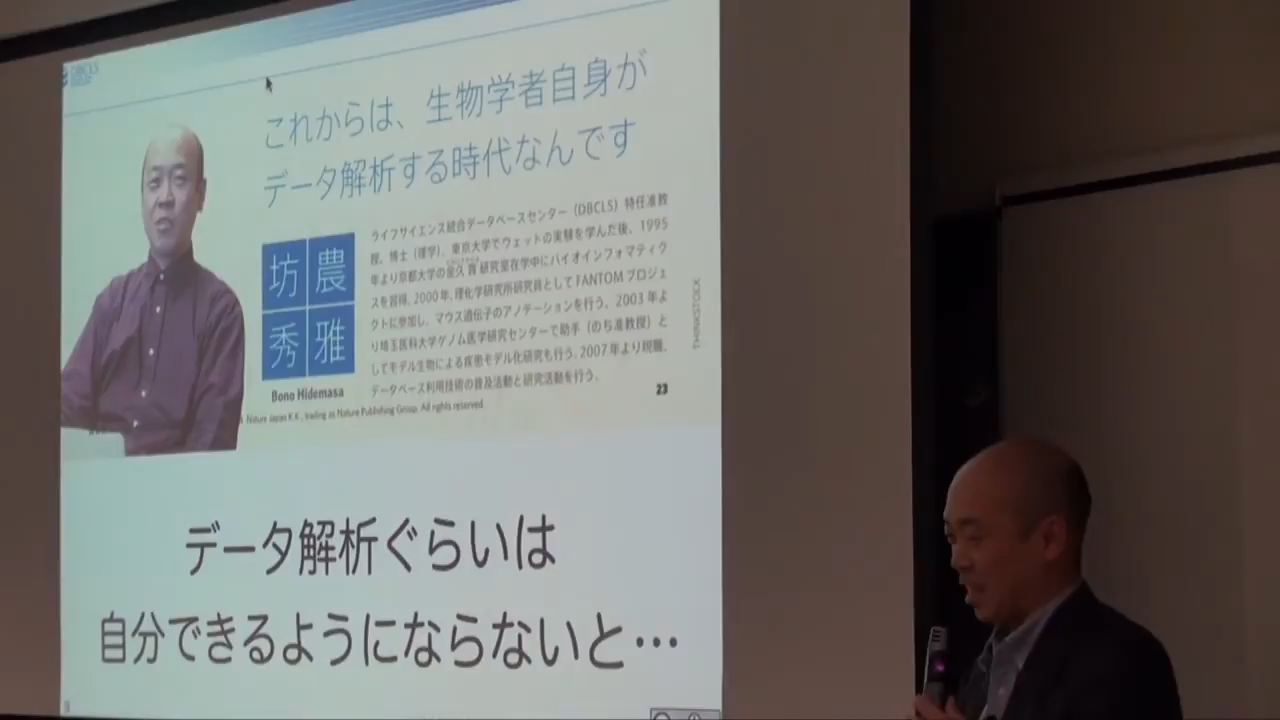 DBCLS
これからは、生物学者自身が
データ解析する時代なんです
坊農
秀雅
Bono Hidemasa
ライフサイエンス統合データベースセンター（DBCLS）特任准教
授。博士（理学）。東京大学でウェットの実験を学んだ後、1995
年より京都大学の金久 實 研究室在学中にバイオインフォマティク
スを習得。2000年、理化学研究所研究員としてFANTOMプロジェ
クトに参加し、マウス遺伝子のアノテーションを行う。2003年よ
り埼玉医科大学ゲノム医学研究センターで助手（のち准教授）と
してモデル生物による疾患モデル化研究も行う。2007年より現職。
データベース利用技術の普及活動と研究活動を行う。
THINKSTOCK
23
Nature Japan K.K., trading as Nature Publishing Group. All rights reserved.
データ解析ぐらいは
自分できるようにならないと…